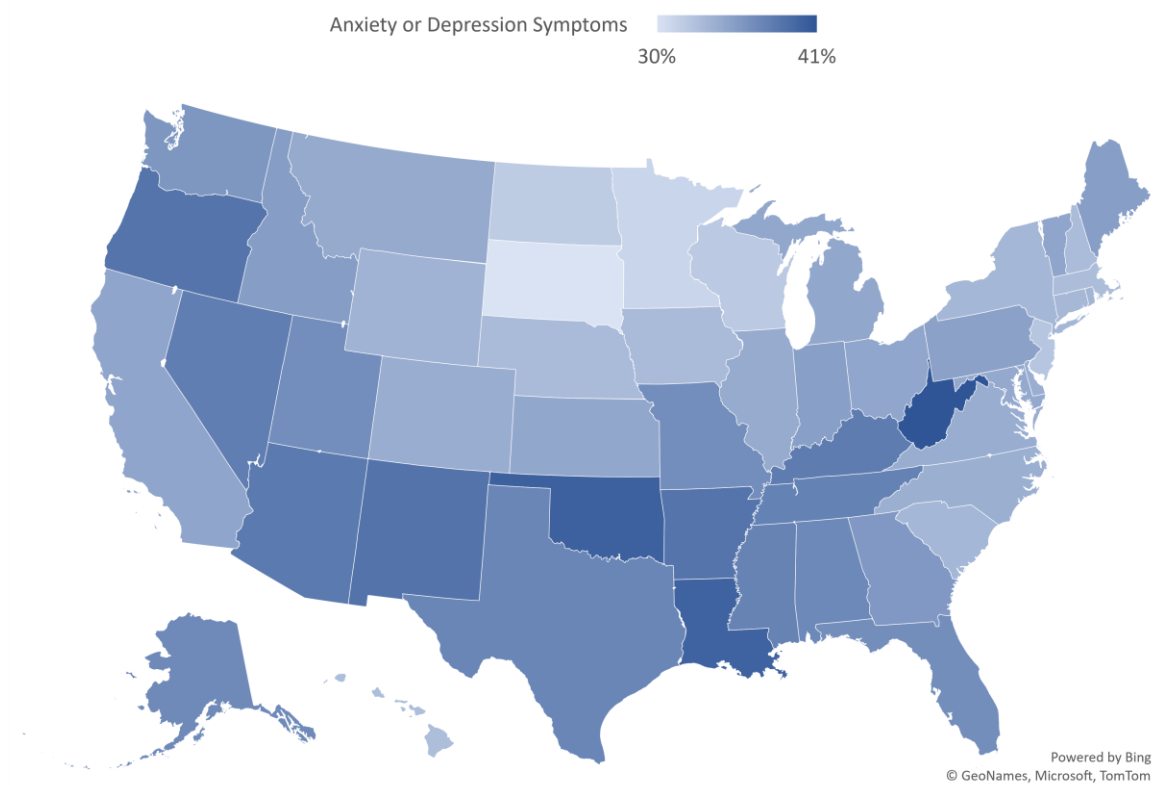 Anxiety or Depression Symptoms
30% 41%
Powered by Bing
© GeoNames, Microsoft, TomTom